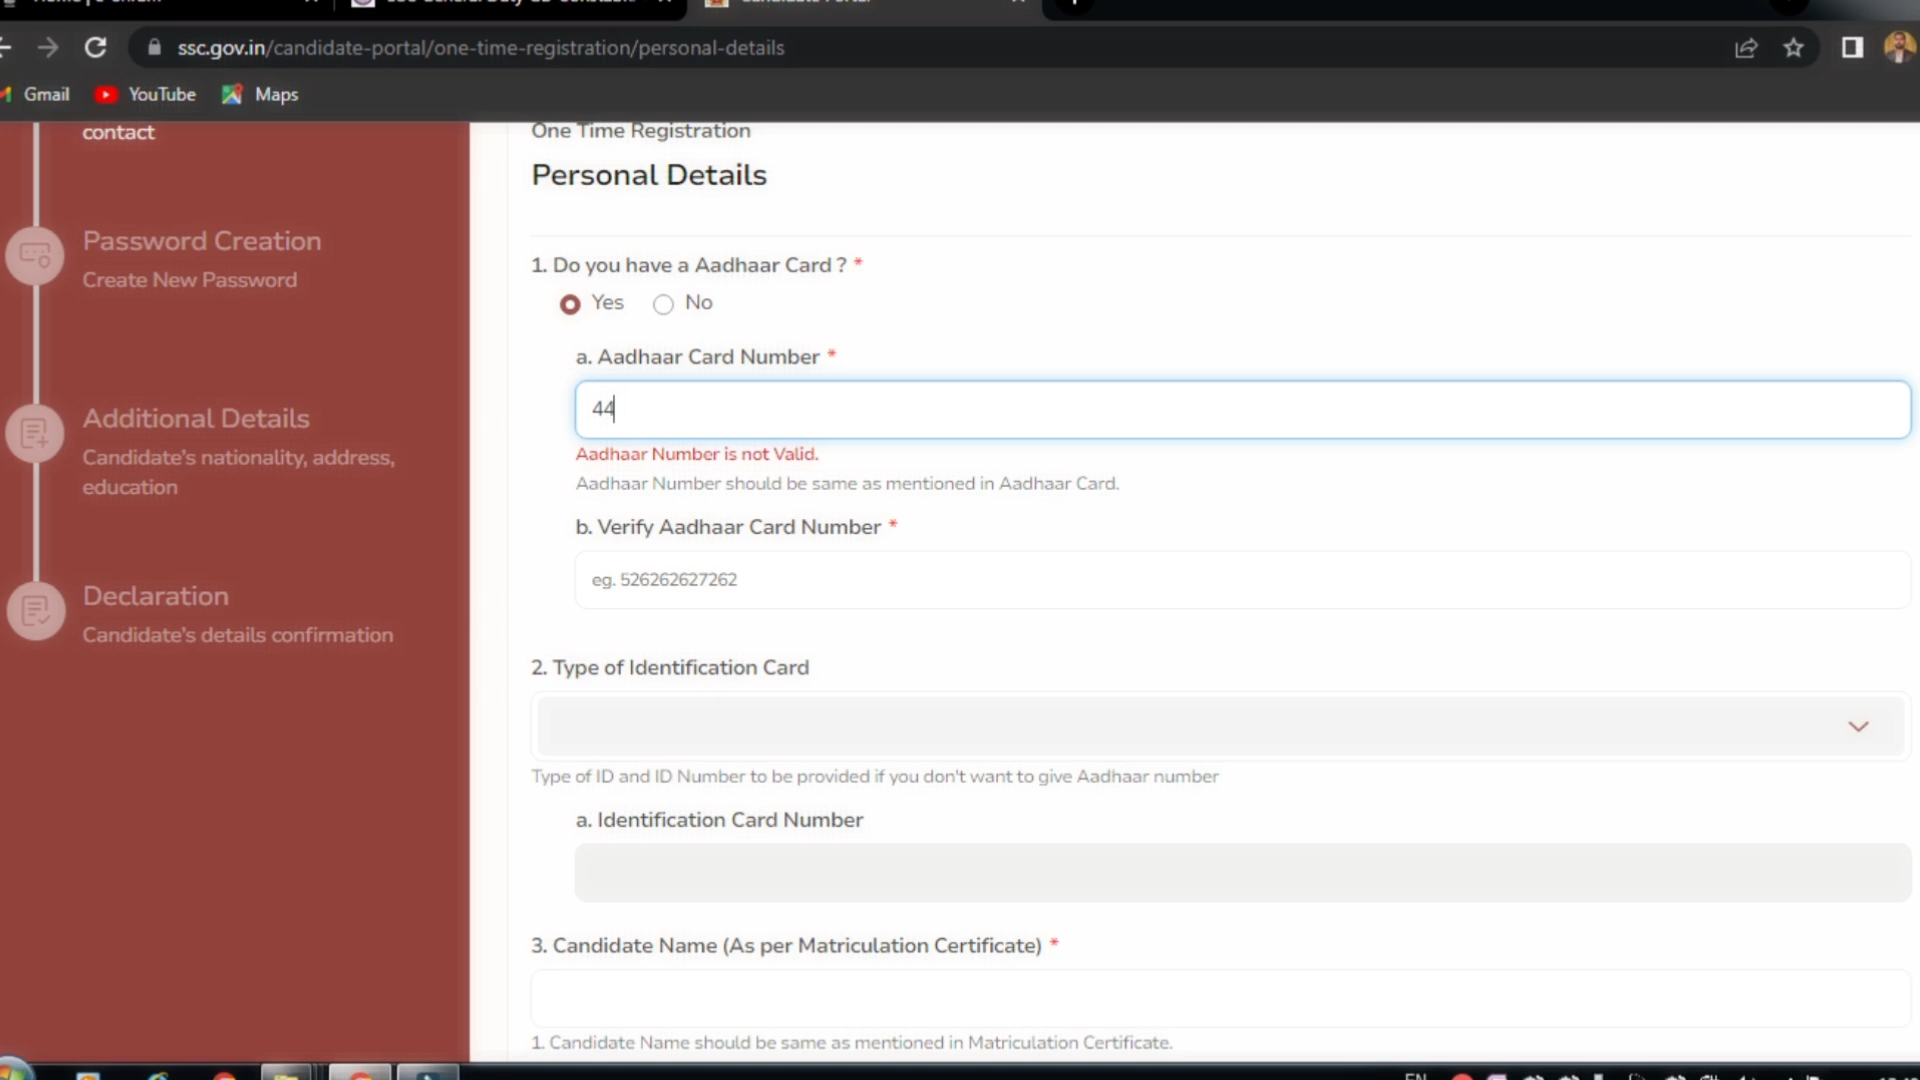 ssc.gov.in/candidate-portal/one-time-registration/personal-details
Gmail YouTube Maps
contact
Password Creation
Create New Password
Additional Details
Candidate's nationality, address,
education
Declaration
Candidate's details confirmation
One Time Registration
Personal Details
1. Do you have a Aadhaar Card ? *
Yes No
a. Aadhaar Card Number *
44
Aadhaar Number is not Valid.
Aadhaar Number should be same as mentioned in Aadhaar Card.
b. Verify Aadhaar Card Number *
eg. 526262627262
2. Type of Identification Card
Type of ID and ID Number to be provided if you don't want to give Aadhaar number
a. Identification Card Number
3. Candidate Name (As per Matriculation Certificate) *
1. Candidate Name should be same as mentioned in Matriculation Certificate.
EN